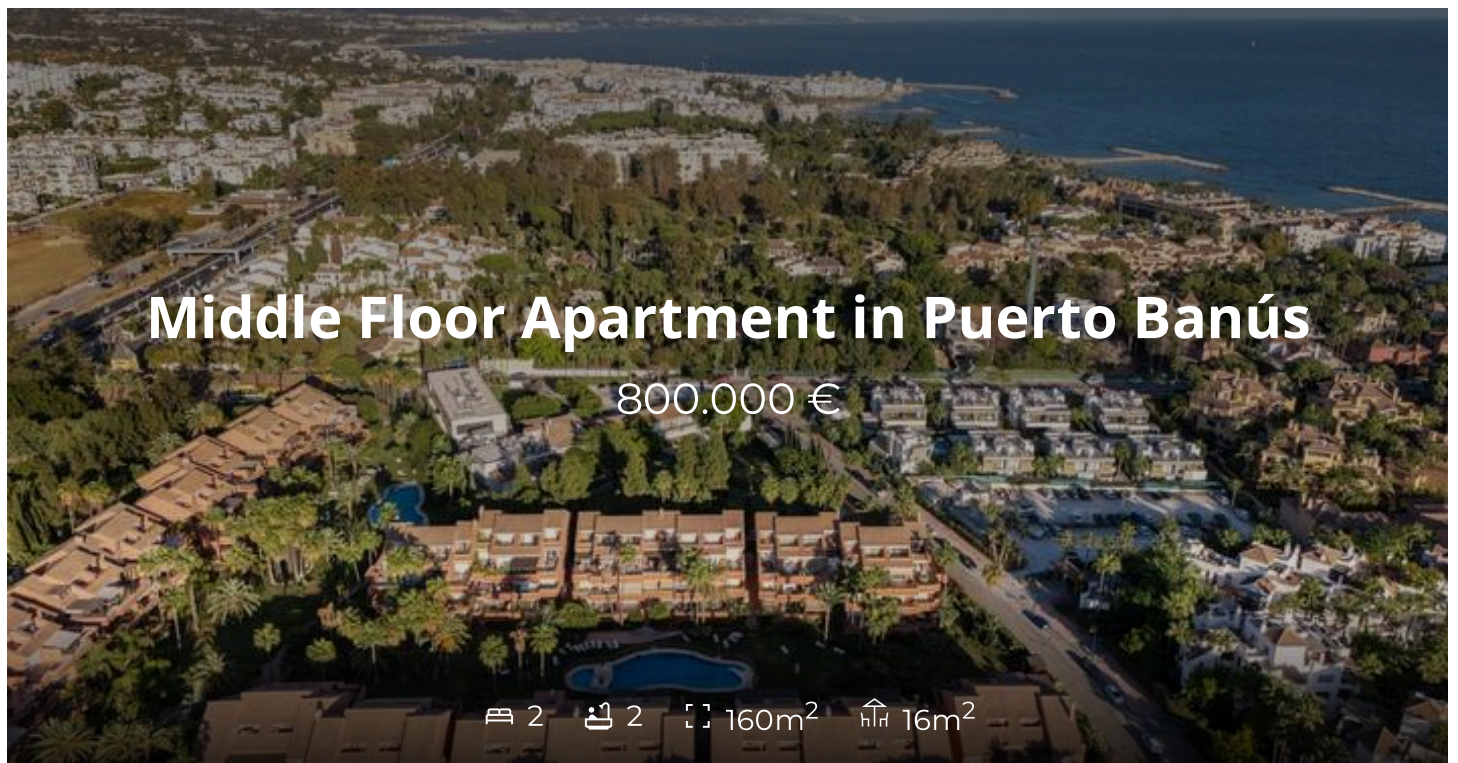 Middle Floor Apartment in Puerto Banús
800.000 €
2 2 160m² 16m²